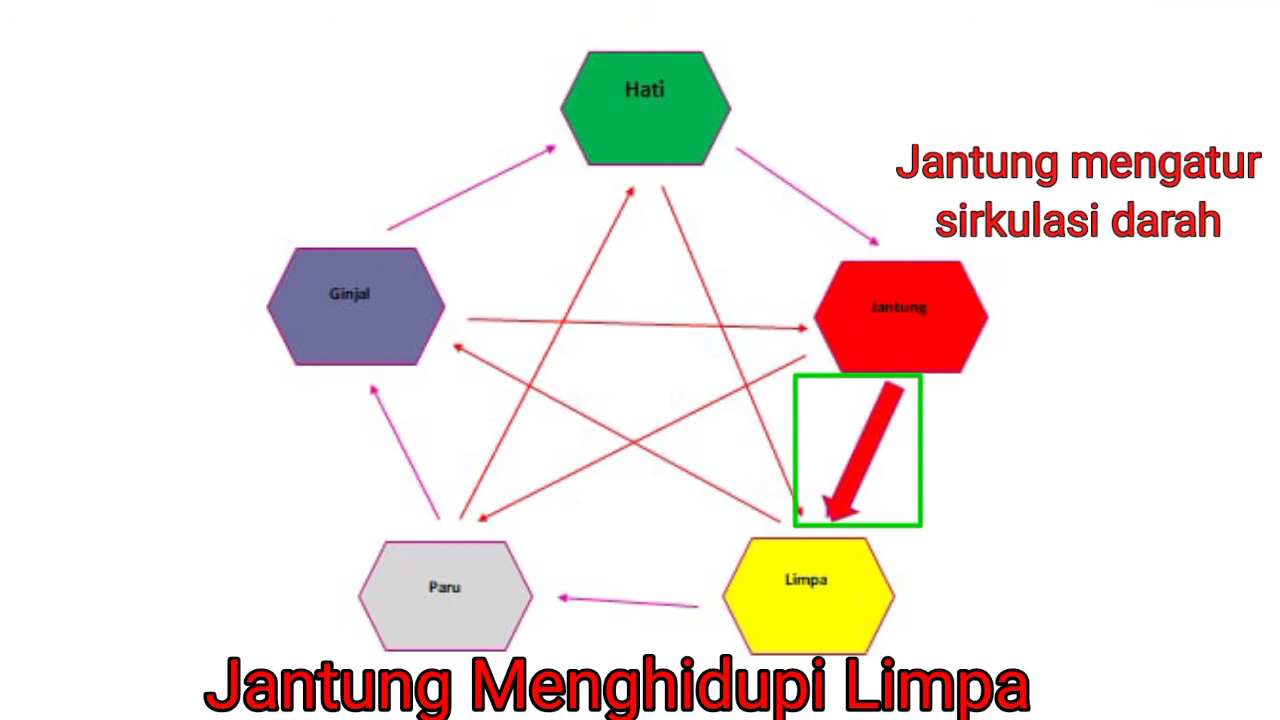 Hati
Jantung mengatur
sirkulasi darah
Ginjal
Jantung
Limpa
Paru
Jantung Menghidupi Limpa